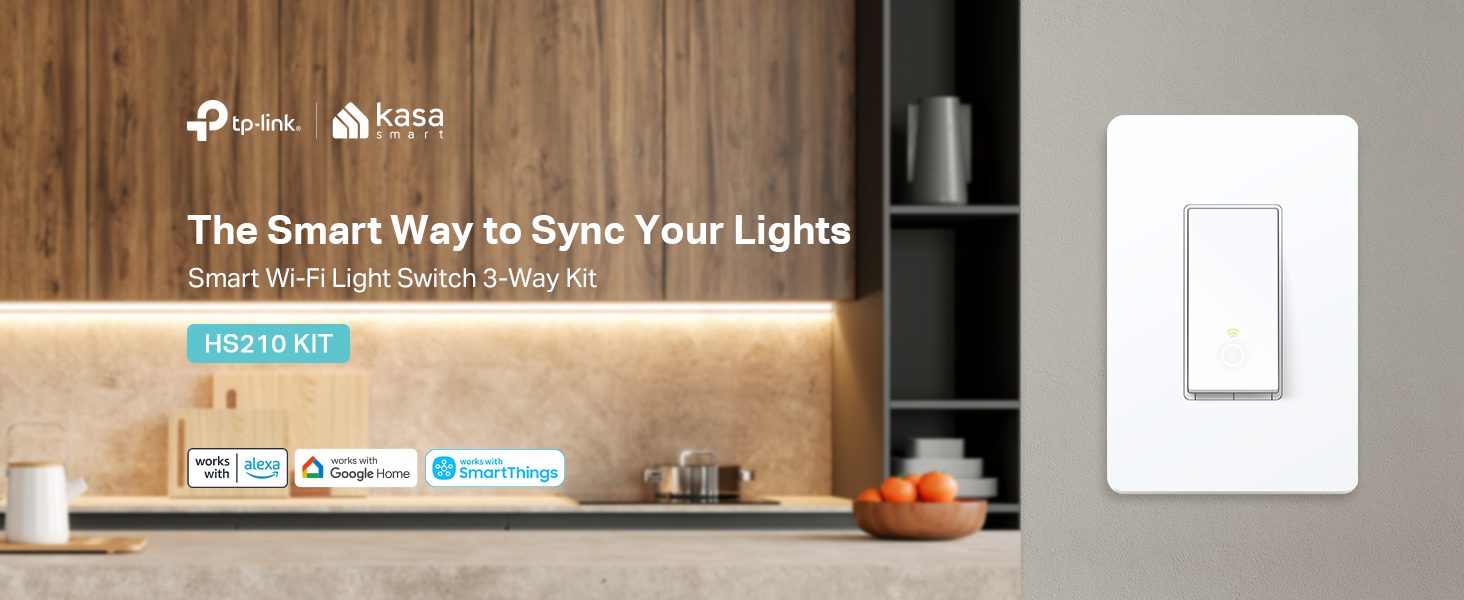 tp-link®
kasa
smart
The Smart Way to Sync Your Lights
Smart Wi-Fi Light Switch 3-Way Kit
HS210 KIT
works
with
alexa
works with
Google Home
works with
SmartThings